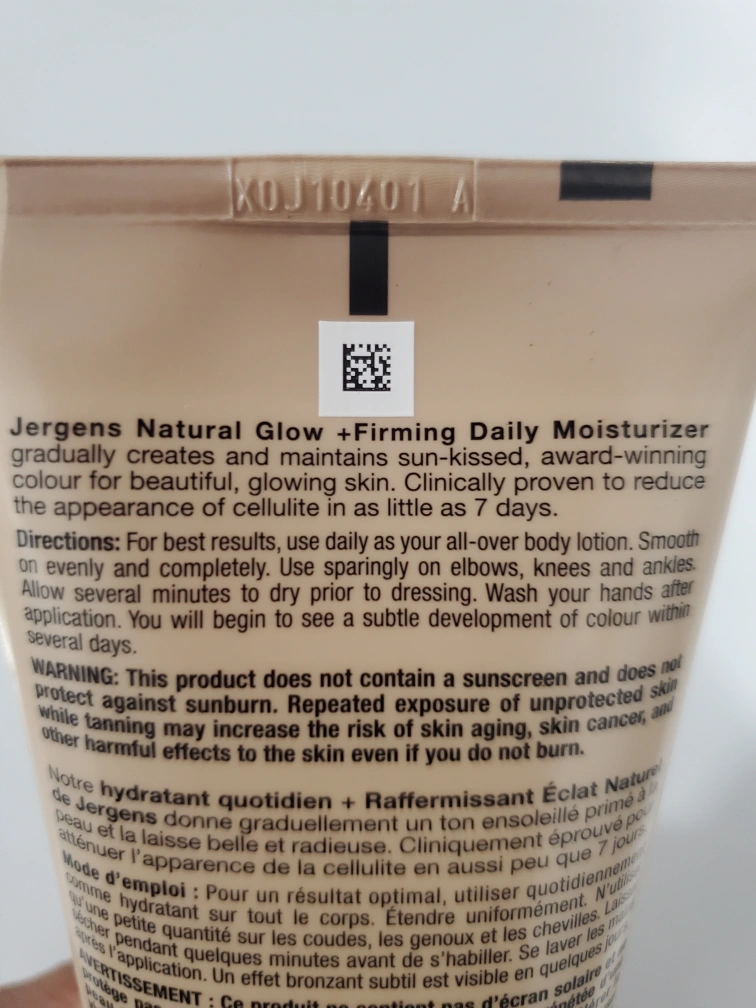 XOJ10401 A
Jergens Natural Glow +Firming Daily Moisturizer
gradually creates and maintains sun-kissed, award-winning
colour for beautiful, glowing skin. Clinically proven to reduce
the appearance of cellulite in as little as 7 days.
Directions: For best results, use daily as your all-over body lotion. Smooth
on evenly and completely. Use sparingly on elbows, knees and ankles.
Allow several minutes to dry prior to dressing. Wash your hands after
application. You will begin to see a subtle development of colour within
several days.
WARNING: This product does not contain a sunscreen and does not
protect against sunburn. Repeated exposure of unprotected skin
while tanning may increase the risk of skin aging, skin cancer, and
other harmful effects to the skin even if you do not burn.
Notre hydratant quotidien + Raffermissant Éclat Naturel
de Jergens donne graduellement un ton ensoleillé primé à la
peau et la laisse belle et radieuse. Cliniquement éprouvé pour
atténuer l'apparence de la cellulite en aussi peu que 7 jours.
Mode d'emploi : Pour un résultat optimal, utiliser
comme hydratant sur tout le corps. Étendre uniformément.
qu'une petite quantité sur les coudes, les genoux et les chevilles.
sécher pendant quelques minutes avant de s'habiller. Se laver les
après l'application. Un effet bronzant subtil est visible en quelques
AVERTISSEMENT : Ce produit ne contient pas d'écran solaire et
protège pas